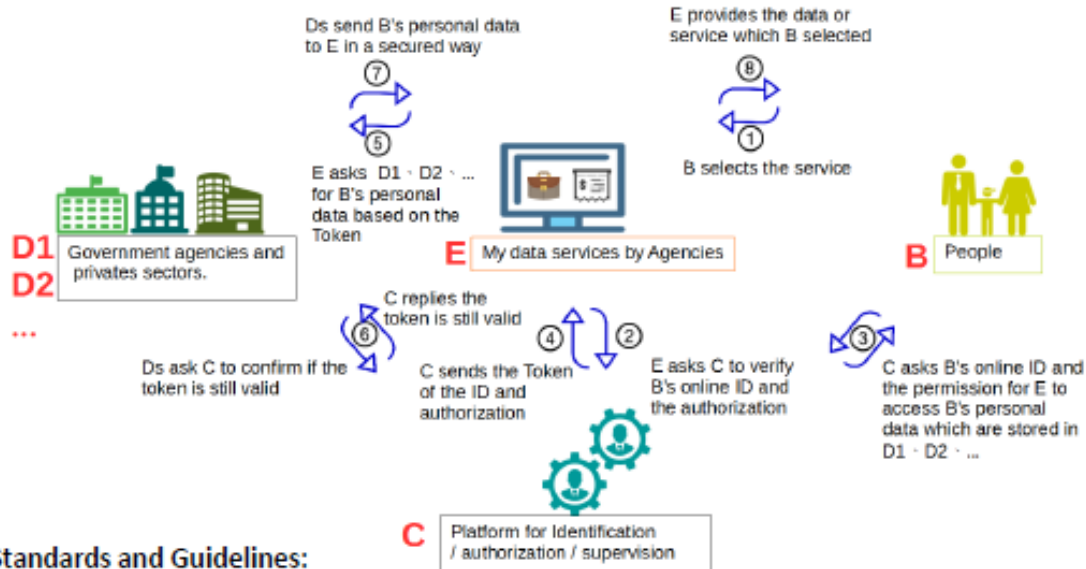 Ds send B's personal data
to E in a secured way
⑦
⑤
E asks D1、D2、...
for B's personal
data based on the
Token
E provides the data or
service which B selected
⑧
①
B selects the service
D1
D2
...
Government agencies and
privates sectors.
E
My data services by Agencies
B
People
C replies the
token is still valid
⑥
Ds ask C to confirm if the
token is still valid
④
C sends the Token
of the ID and
authorization
②
E asks C to verify
B's online ID and
the authorization
③
C asks B's online ID and
the permission for E to
access B's personal
data which are stored in
D1、D2、...
C
Platform for Identification
/ authorization / supervision
Standards and Guidelines: